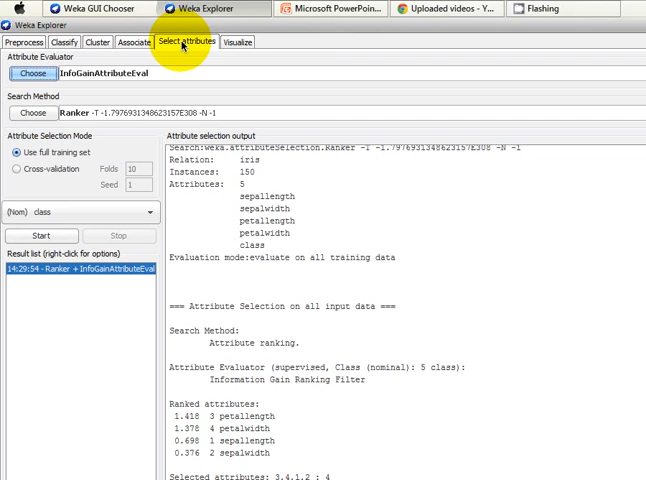 Weka GUI Chooser
Weka Explorer
Microsoft PowerPoin...
Uploaded videos - Y...
Flashing
Weka Explorer
Preprocess
Classify
Cluster
Associate
Select attributes
Visualize
Attribute Evaluator
Choose
InfoGainAttributeEval
Search Method
Choose
Ranker -T -1.7976931348623157E308 -N -1
Attribute Selection Mode
Use full training set
Cross-validation
Folds
10
Seed
1
(Nom) class
Start
Stop
Result list (right-click for options)
14:29:54 - Ranker + InfoGainAttributeEval
Attribute selection output
Search:weka.attributeSelection.Ranker -T -1.7976931348623157E308 -N -1
Relation: iris
Instances: 150
Attributes: 5
sepallength
sepalwidth
petallength
petalwidth
class
Evaluation mode:evaluate on all training data
=== Attribute Selection on all input data ===
Search Method:
Attribute ranking.
Attribute Evaluator (supervised, Class (nominal): 5 class):
Information Gain Ranking Filter
Ranked attributes:
1.418 3 petallength
1.378 4 petalwidth
0.698 1 sepallength
0.376 2 sepalwidth
Selected attributes: 3,4,1,2 : 4